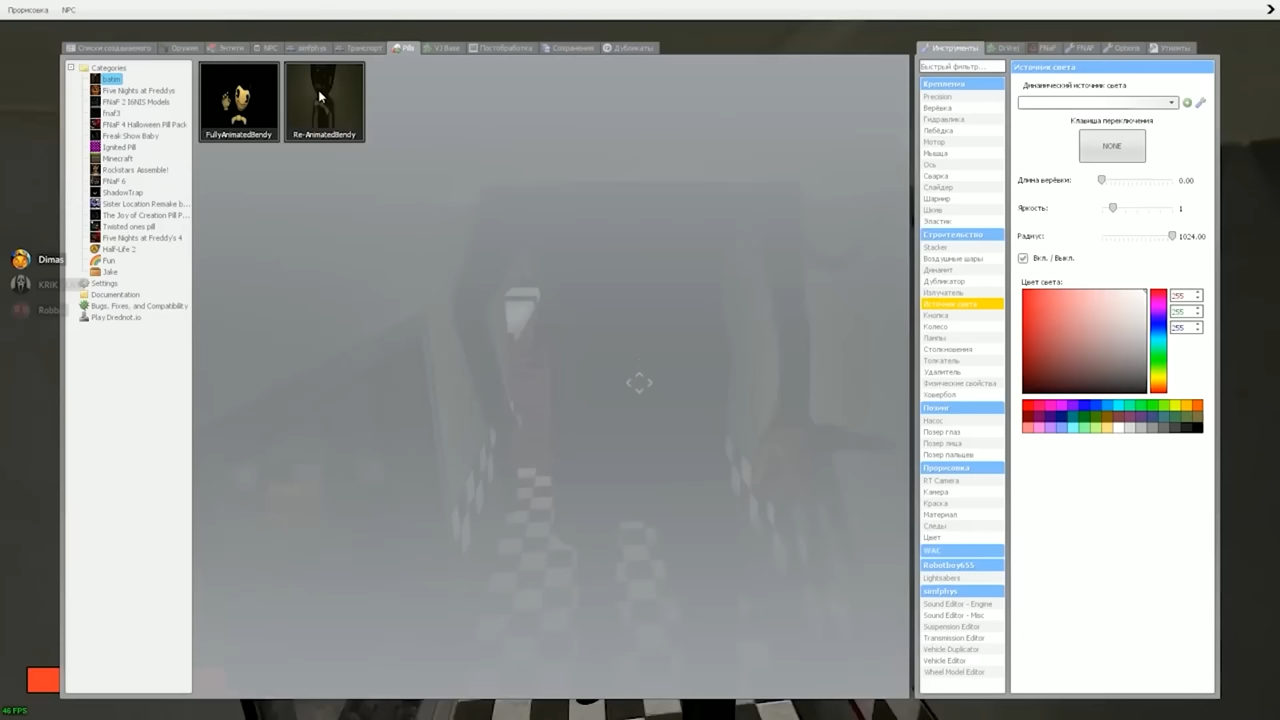 Прорисовка NPC
Списки создаваемого Оружие Энтити NPC simfphys Транспорт Pills VJ Base Постобработка Сохранения Дубликаты
Инструменты DrVrej FNaF FNAF Options Утилиты
Categories
batim
Five Nights at Freddys
FNaF 2 IGNIS Models
fnaf3
FNaF 4 Halloween Pill Pack
Freak Show Baby
Ignited Pill
Minecraft
Rockstars Assemble!
FNaF 6
ShadowTrap
Sister Location Remake b...
The Joy of Creation Pill P...
Twisted ones pill
Five Nights at Freddy's 4
Half-Life 2
Fun
Jake
Settings
Documentation
Bugs, Fixes, and Compatibility
Play Drednot.io
FullyAnimatedBendy
Re-AnimatedBendy
Dimas
KRIK
Robb
46 FPS
Быстрый фильтр...
Крепления
Precision
Верёвка
Гидравлика
Лебёдка
Мотор
Мышца
Ось
Сварка
Слайдер
Шарнир
Шкив
Эластик
Строительство
Stacker
Воздушные шары
Динамит
Дубликатор
Излучатель
Источник света
Кнопка
Колесо
Лампы
Столкновения
Толкатель
Удалитель
Физические свойства
Ховербол
Позинг
Насос
Позер глаз
Позер лица
Позер пальцев
Прорисовка
RT Camera
Камера
Краска
Материал
Следы
Цвет
WAC
Robotboy655
Lightsabers
simfphys
Sound Editor - Engine
Sound Editor - Misc
Suspension Editor
Transmission Editor
Vehicle Duplicator
Vehicle Editor
Wheel Model Editor
Источник света
Динамический источник света
Клавиша переключения
NONE
Длина верёвки: 0.00
Яркость: 1
Радиус: 1024.00
Вкл. / Выкл.
Цвет света:
255
255
255